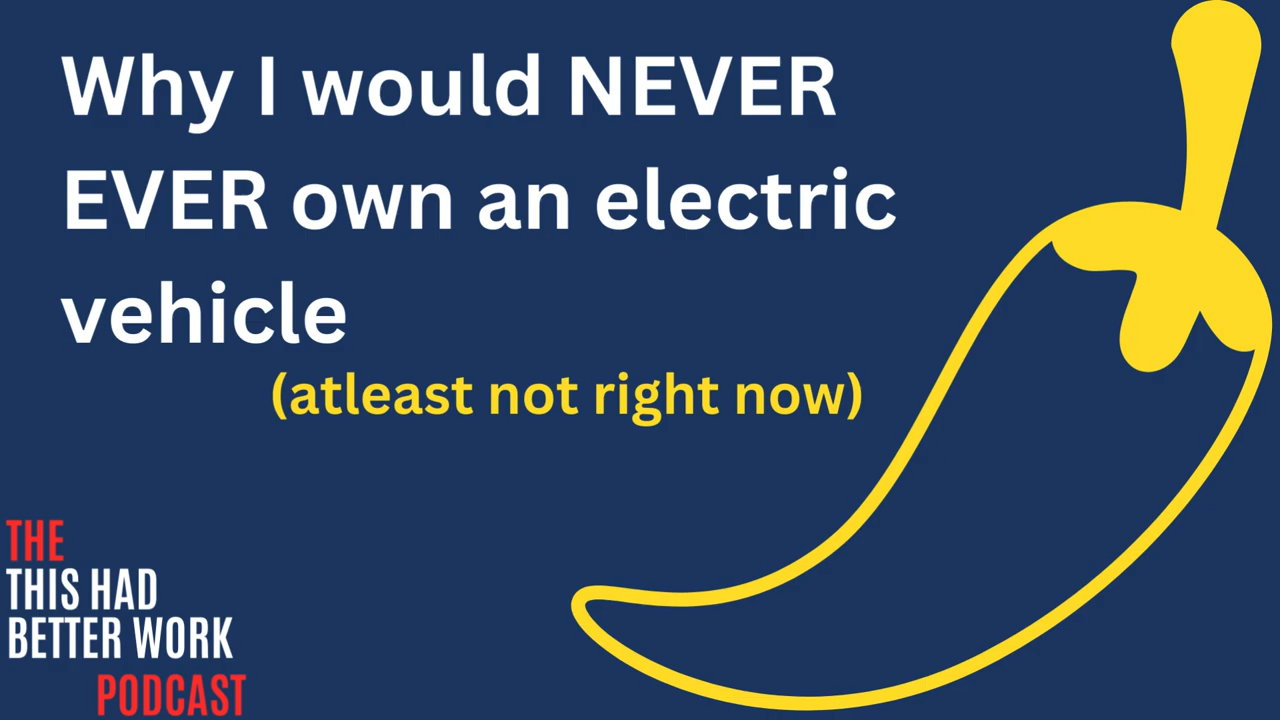 Why I would NEVER
EVER own an electric
vehicle
(atleast not right now)
THE
THIS HAD
BETTER WORK
PODCAST